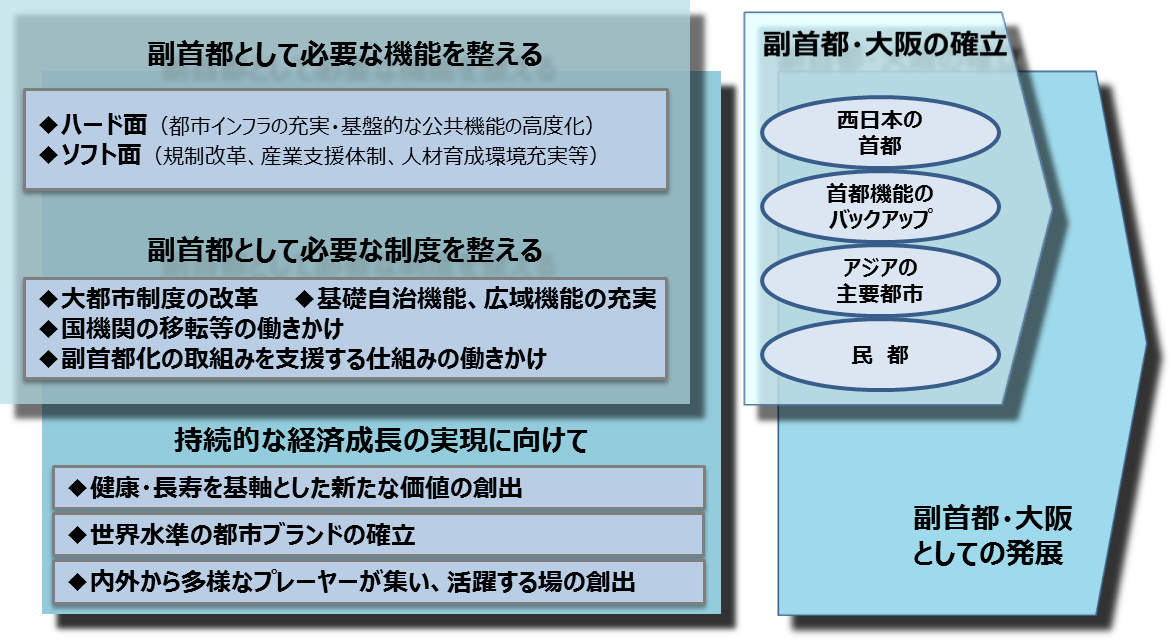 副首都として必要な機能を整える
◆ハード面（都市インフラの充実・基盤的な公共機能の高度化）
◆ソフト面（規制改革、産業支援体制、人材育成環境充実等）
副首都として必要な制度を整える
◆大都市制度の改革　◆基礎自治機能、広域機能の充実
◆国機関の移転等の働きかけ
◆副首都化の取組みを支援する仕組みの働きかけ
持続的な経済成長の実現に向けて
◆健康・長寿を基軸とした新たな価値の創出
◆世界水準の都市ブランドの確立
◆内外から多様なプレーヤーが集い、活躍する場の創出
副首都・大阪の確立
西日本の
首都
首都機能の
バックアップ
アジアの
主要都市
民　都
副首都・大阪
としての発展